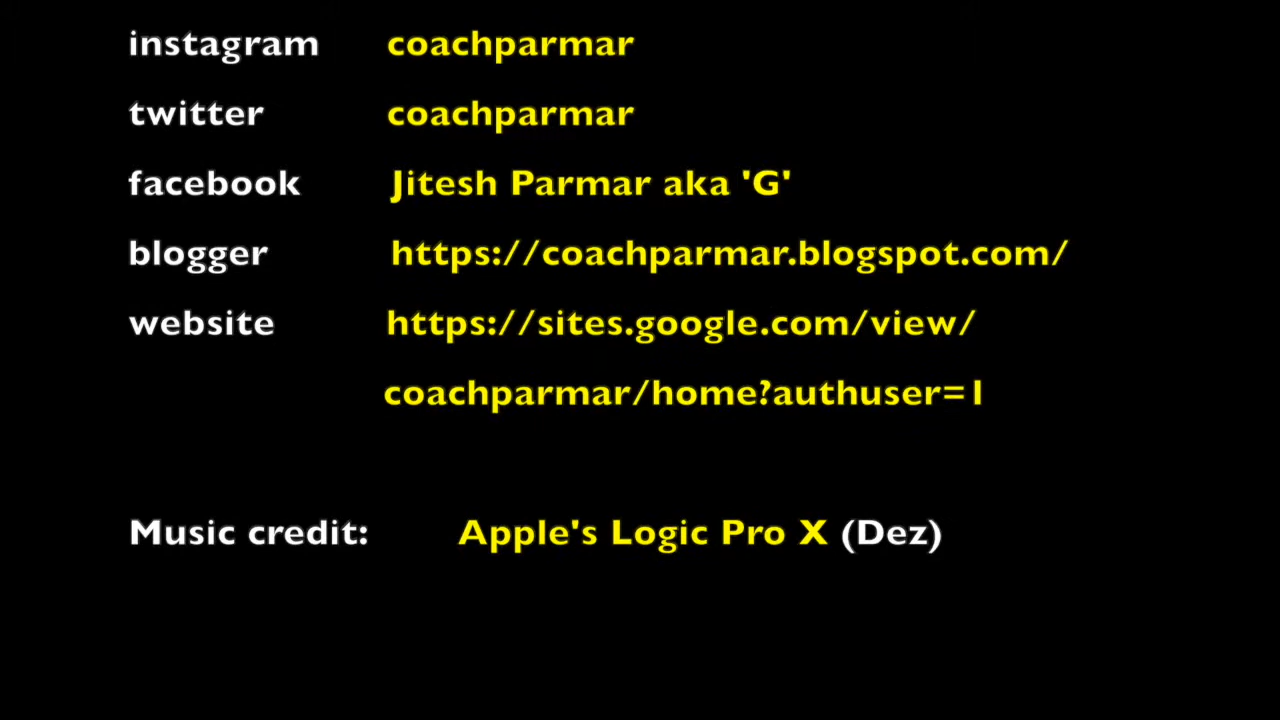 instagram coachparmar
twitter coachparmar
facebook Jitesh Parmar aka 'G'
blogger https://coachparmar.blogspot.com/
website https://sites.google.com/view/
coachparmar/home?authuser=1
Music credit: Apple's Logic Pro X (Dez)